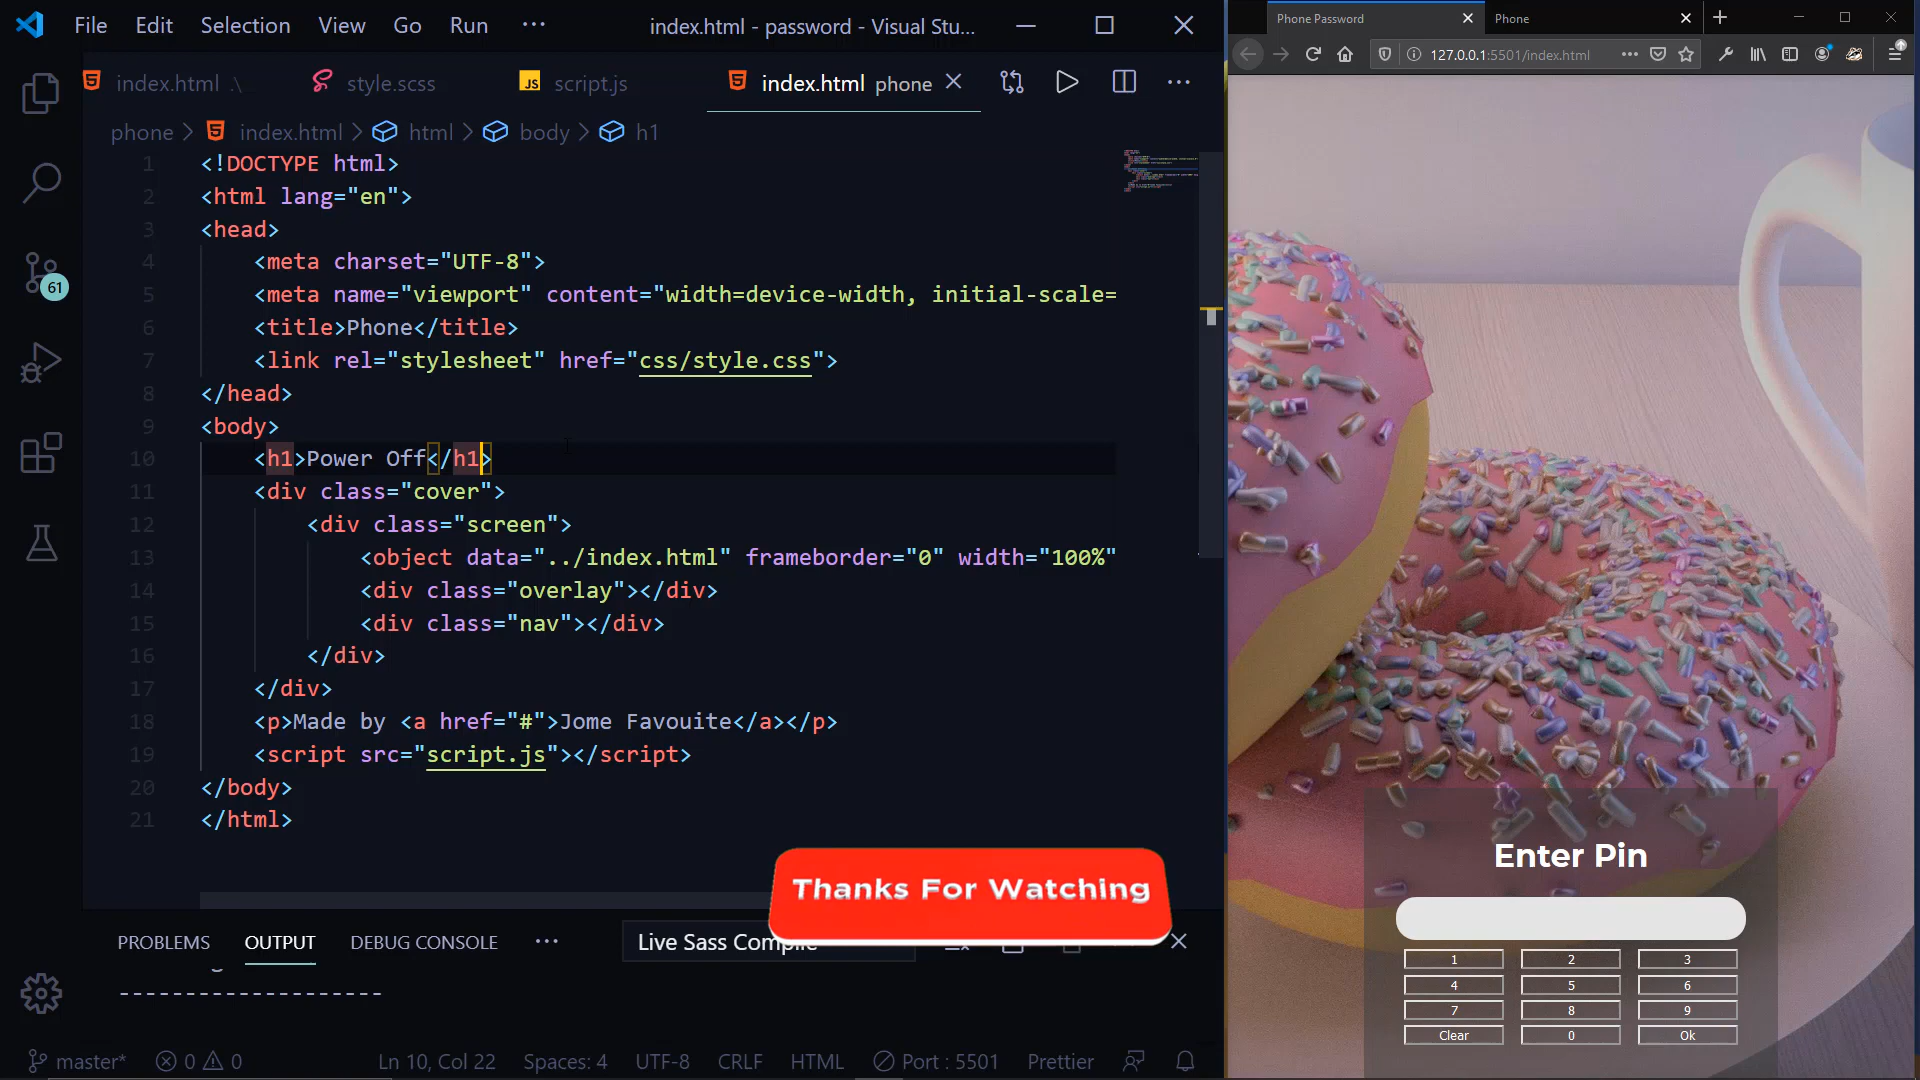 File Edit Selection View Go Run ···
index.html - password - Visual Stu...
index.html .\ style.scss JS script.js index.html phone
phone > index.html > html > body > h1
1 <!DOCTYPE html>
2 <html lang="en">
3 <head>
4 <meta charset="UTF-8">
5 <meta name="viewport" content="width=device-width, initial-scale=
6 <title>Phone</title>
7 <link rel="stylesheet" href="css/style.css">
8 </head>
9 <body>
10 <h1>Power Off</h1>
11 <div class="cover">
12 <div class="screen">
13 <object data="../index.html" frameborder="0" width="100%"
14 <div class="overlay"></div>
15 <div class="nav"></div>
16 </div>
17 </div>
18 <p>Made by <a href="#">Jome Favouite</a></p>
19 <script src="script.js"></script>
20 </body>
21 </html>
61
Thanks For Watching
PROBLEMS OUTPUT DEBUG CONSOLE ···
Live Sass Compile
--------------------
master* 0 0 Ln 10, Col 22 Spaces: 4 UTF-8 CRLF HTML Port : 5501 Prettier
Phone Password Phone
127.0.0.1:5501/index.html
Enter Pin
1 2 3
4 5 6
7 8 9
Clear 0 Ok